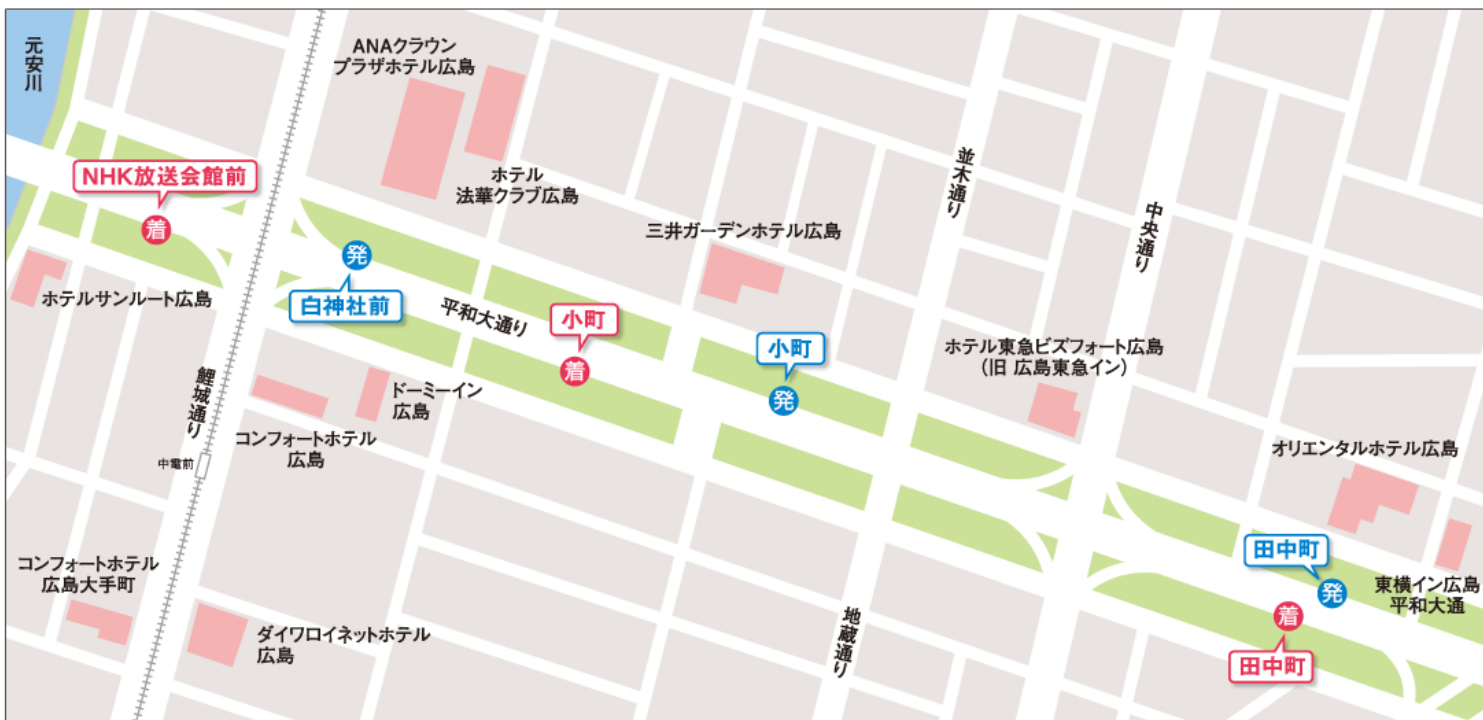 元安川
ANAクラウン
プラザホテル広島
NHK放送会館前
着
ホテル
法華クラブ広島
並木通り
中央通り
三井ガーデンホテル広島
発
白神社前
ホテルサンルート広島
平和大通り
小町
着
小町
発
ホテル東急ビズフォート広島
(旧 広島東急イン)
鯉城通り
ドーミーイン
広島
コンフォートホテル
広島
中電前
オリエンタルホテル広島
コンフォートホテル
広島大手町
田中町
発
東横イン広島
平和大通
着
田中町
ダイワロイネットホテル
広島
地蔵通り